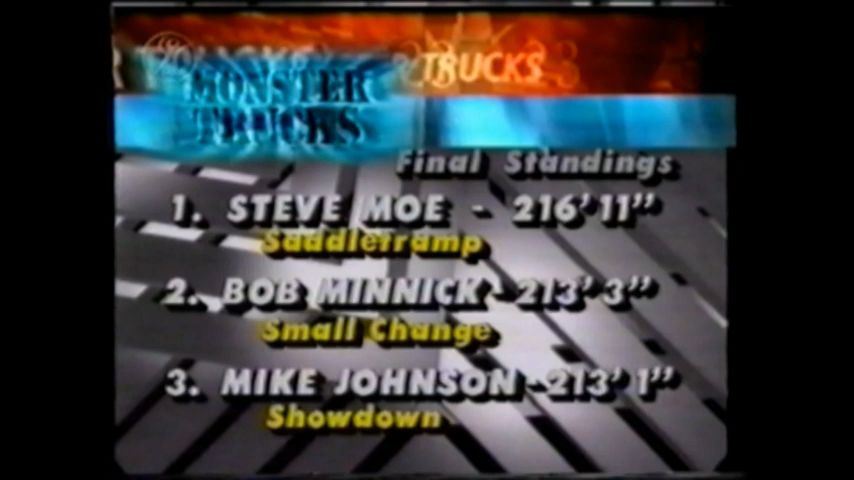 TRUCKS
MONSTER
TRUCKS
Final Standings
1. STEVE MOE - 216'11"
Saddletramp
2. BOB MINNICK - 213' 3"
Small Change
3. MIKE JOHNSON - 213' 1"
Showdown